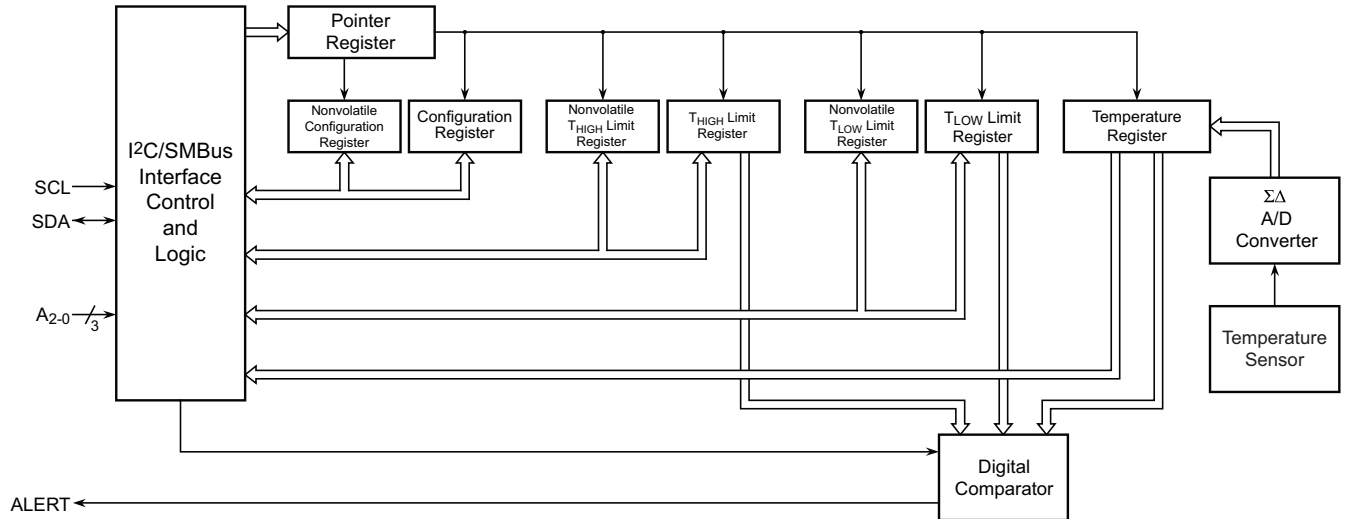 Pointer
Register
Nonvolatile
Configuration
Register
Configuration
Register
Nonvolatile
THIGH Limit
Register
THIGH Limit
Register
Nonvolatile
TLOW Limit
Register
TLOW Limit
Register
Temperature
Register
I2C/SMBus
Interface
Control
and
Logic
SCL
SDA
A2-0
3
ΣΔ
A/D
Converter
Temperature
Sensor
Digital
Comparator
ALERT